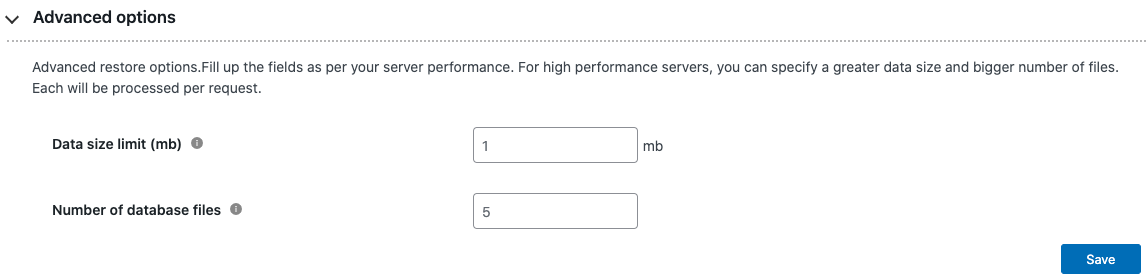 Advanced options
Advanced restore options.Fill up the fields as per your server performance. For high performance servers, you can specify a greater data size and bigger number of files.
Each will be processed per request.
Data size limit (mb)
1
mb
Number of database files
5
Save